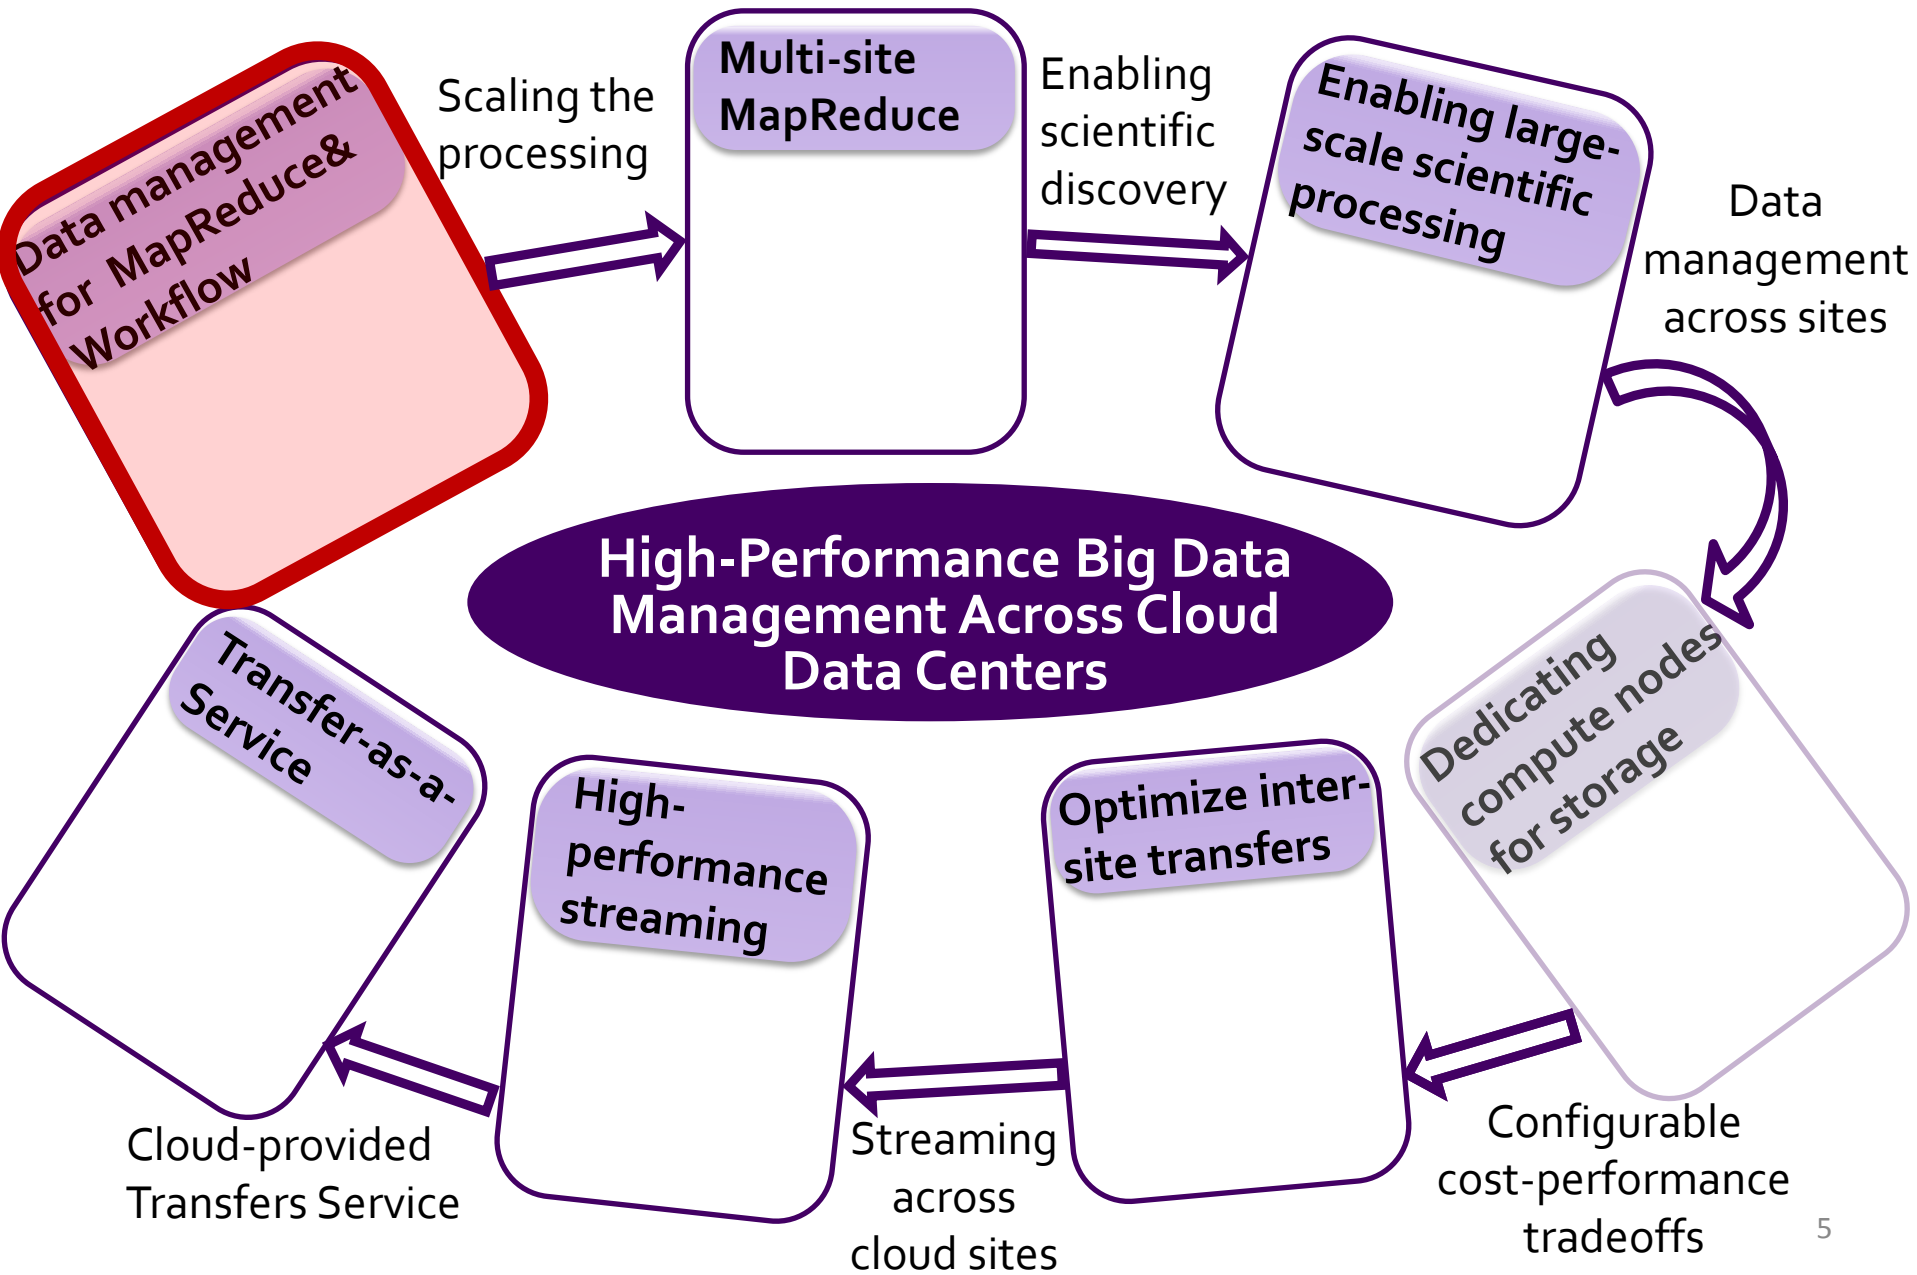 Data management
for MapReduce&
Workflow
Scaling the
processing
Multi-site
MapReduce
Enabling
scientific
discovery
Enabling large-
scale scientific
processing
Data
management
across sites
High-Performance Big Data
Management Across Cloud
Data Centers
Dedicating
compute nodes
for storage
Configurable
cost-performance
tradeoffs
Optimize inter-
site transfers
Streaming
across
cloud sites
High-
performance
streaming
Cloud-provided
Transfers Service
Transfer-as-a-
Service
5